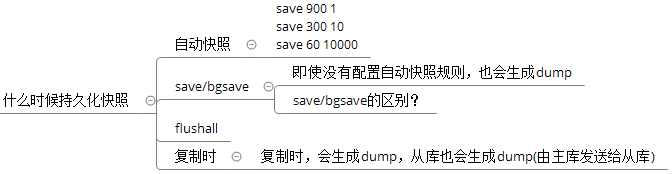 save 900 1
save 300 10
自动快照
save 60 10000
即使没有配置自动快照规则，也会生成dump
save/bgsave
什么时候持久化快照
save/bgsave的区别？
flushall
复制时
复制时，会生成dump，从库也会生成dump(由主库发送给从库)